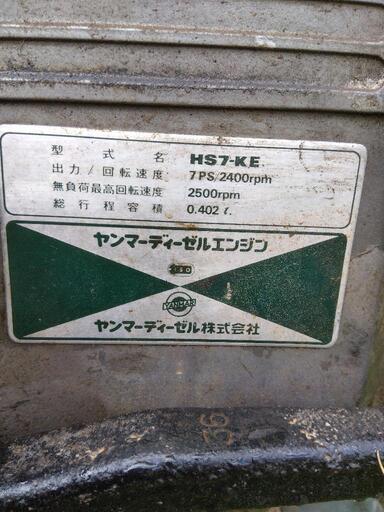 型式名 HS7-KE
出力/回転速度: 7PS/2400rpm
無負荷最高回転速度 2500rpm
総行程容積 0.402ℓ.
ヤンマーディーゼルエンジン
YANMAR
ヤンマーディーゼル株式会社
36